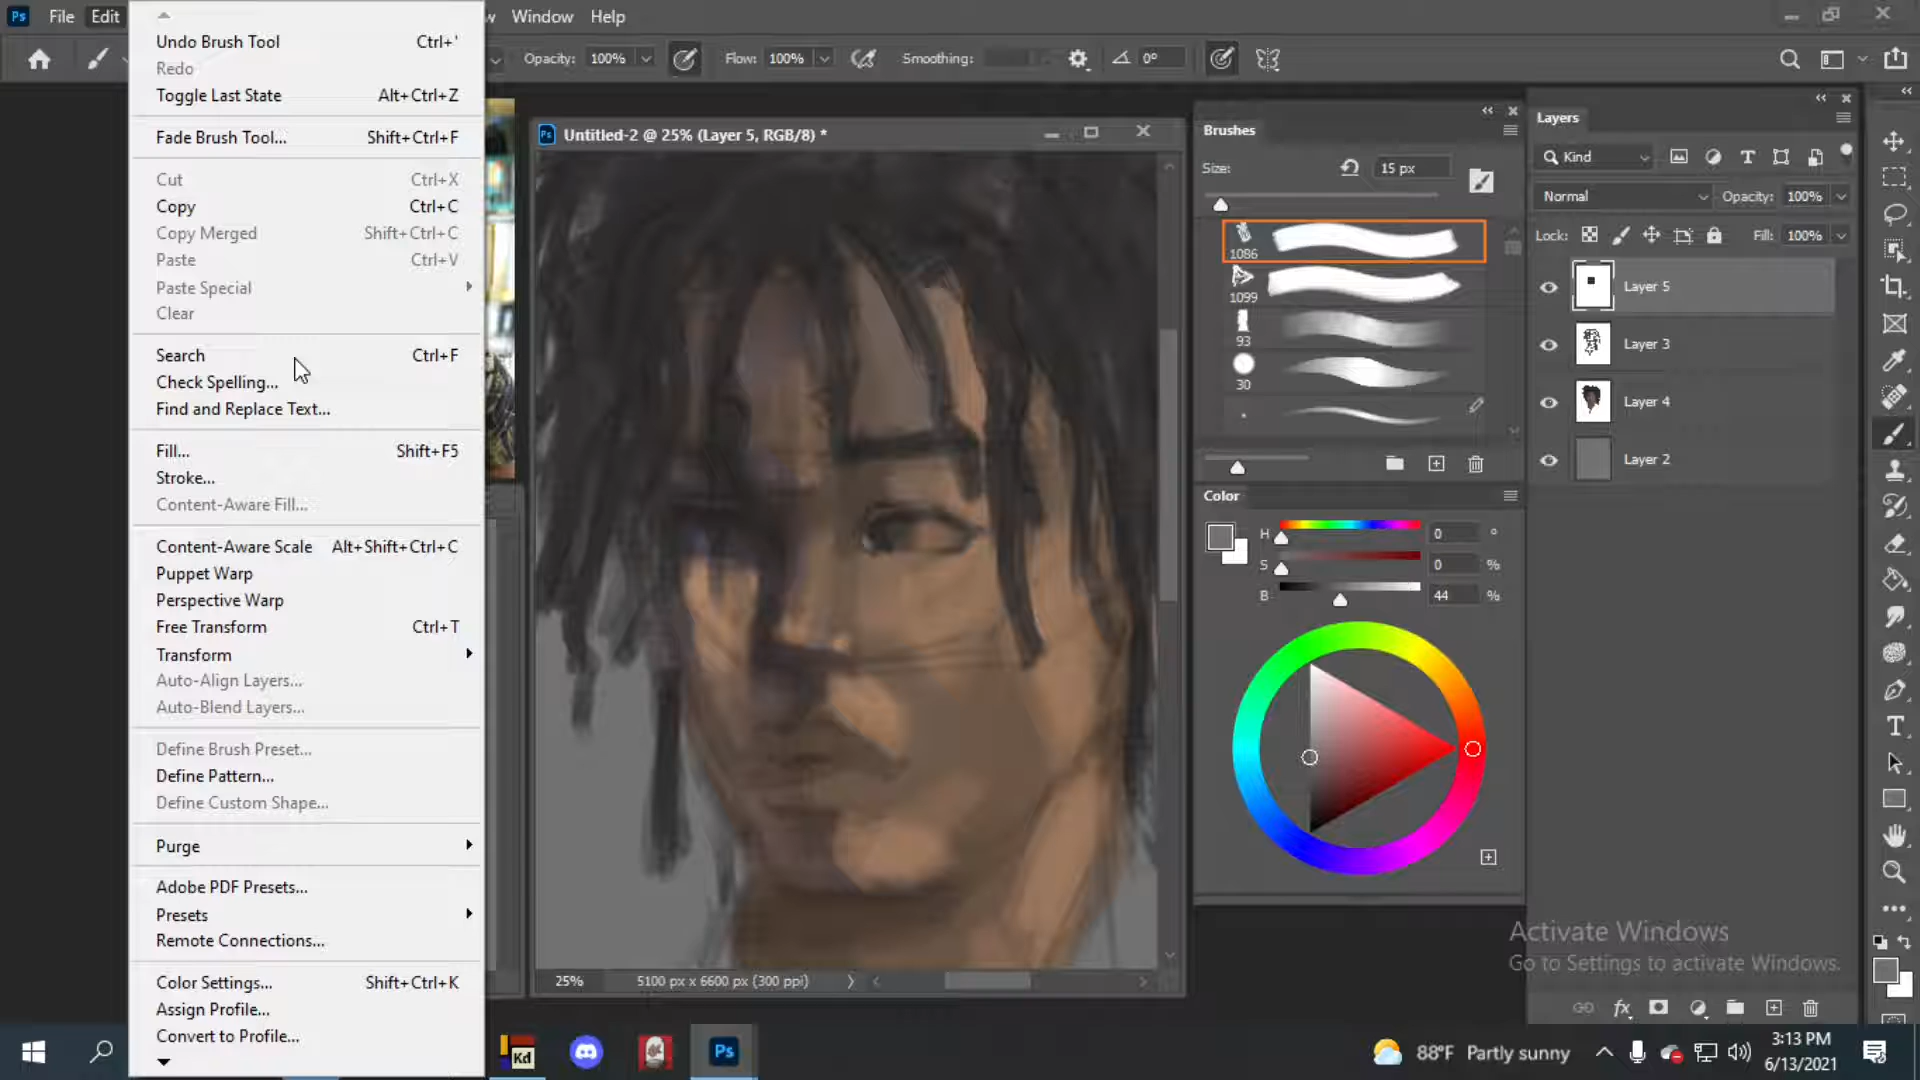 Ps File Edit w Window Help
Opacity: 100% Flow: 100% Smoothing: 0°
Undo Brush Tool Ctrl+'
Redo
Toggle Last State Alt+Ctrl+Z
Fade Brush Tool... Shift+Ctrl+F
Cut Ctrl+X
Copy Ctrl+C
Copy Merged Shift+Ctrl+C
Paste Ctrl+V
Paste Special
Clear
Search Ctrl+F
Check Spelling...
Find and Replace Text...
Fill... Shift+F5
Stroke...
Content-Aware Fill...
Content-Aware Scale Alt+Shift+Ctrl+C
Puppet Warp
Perspective Warp
Free Transform Ctrl+T
Transform
Auto-Align Layers...
Auto-Blend Layers...
Define Brush Preset...
Define Pattern...
Define Custom Shape...
Purge
Adobe PDF Presets...
Presets
Remote Connections...
Color Settings... Shift+Ctrl+K
Assign Profile...
Convert to Profile...
Ps Untitled-2 @ 25% (Layer 5, RGB/8) *
25% 5100 px x 6600 px (300 ppi)
Brushes
Size: 15 px
1086
1099
93
30
Color
H 0 °
S 0 %
B 44 %
Layers
Kind
Normal Opacity: 100%
Lock: Fill: 100%
Layer 5
Layer 3
Layer 4
Layer 2
Activate Windows
Go to Settings to activate Windows.
Kd Ps
88°F Partly sunny
3:13 PM
6/13/2021